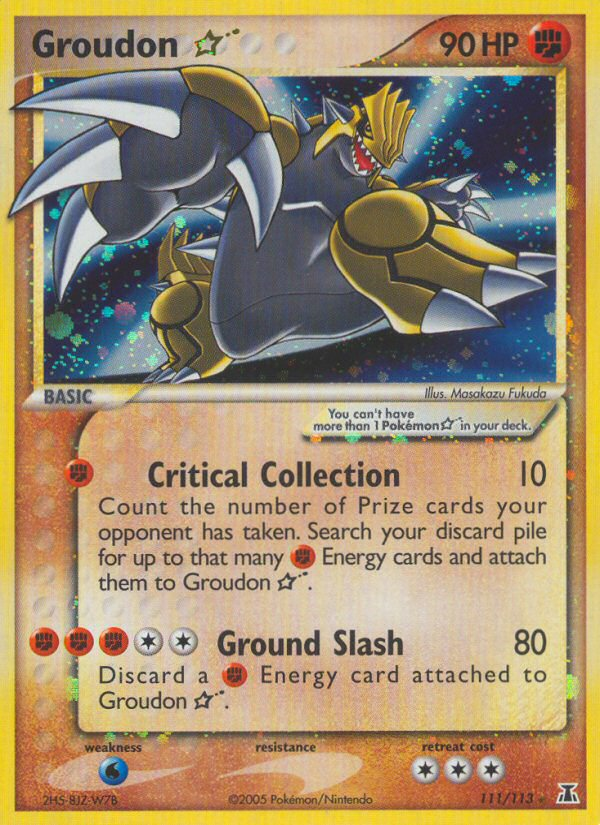 Groudon ☆
90 HP
BASIC
Illus. Masakazu Fukuda
You can't have
more than 1 Pokémon ☆ in your deck.
Critical Collection 10
Count the number of Prize cards your
opponent has taken. Search your discard pile
for up to that many Energy cards and attach
them to Groudon ☆.
Ground Slash 80
Discard a Energy card attached to
Groudon ☆.
weakness resistance retreat cost
2H5-8JZ-W7B ©2005 Pokémon/Nintendo 111/113 ★